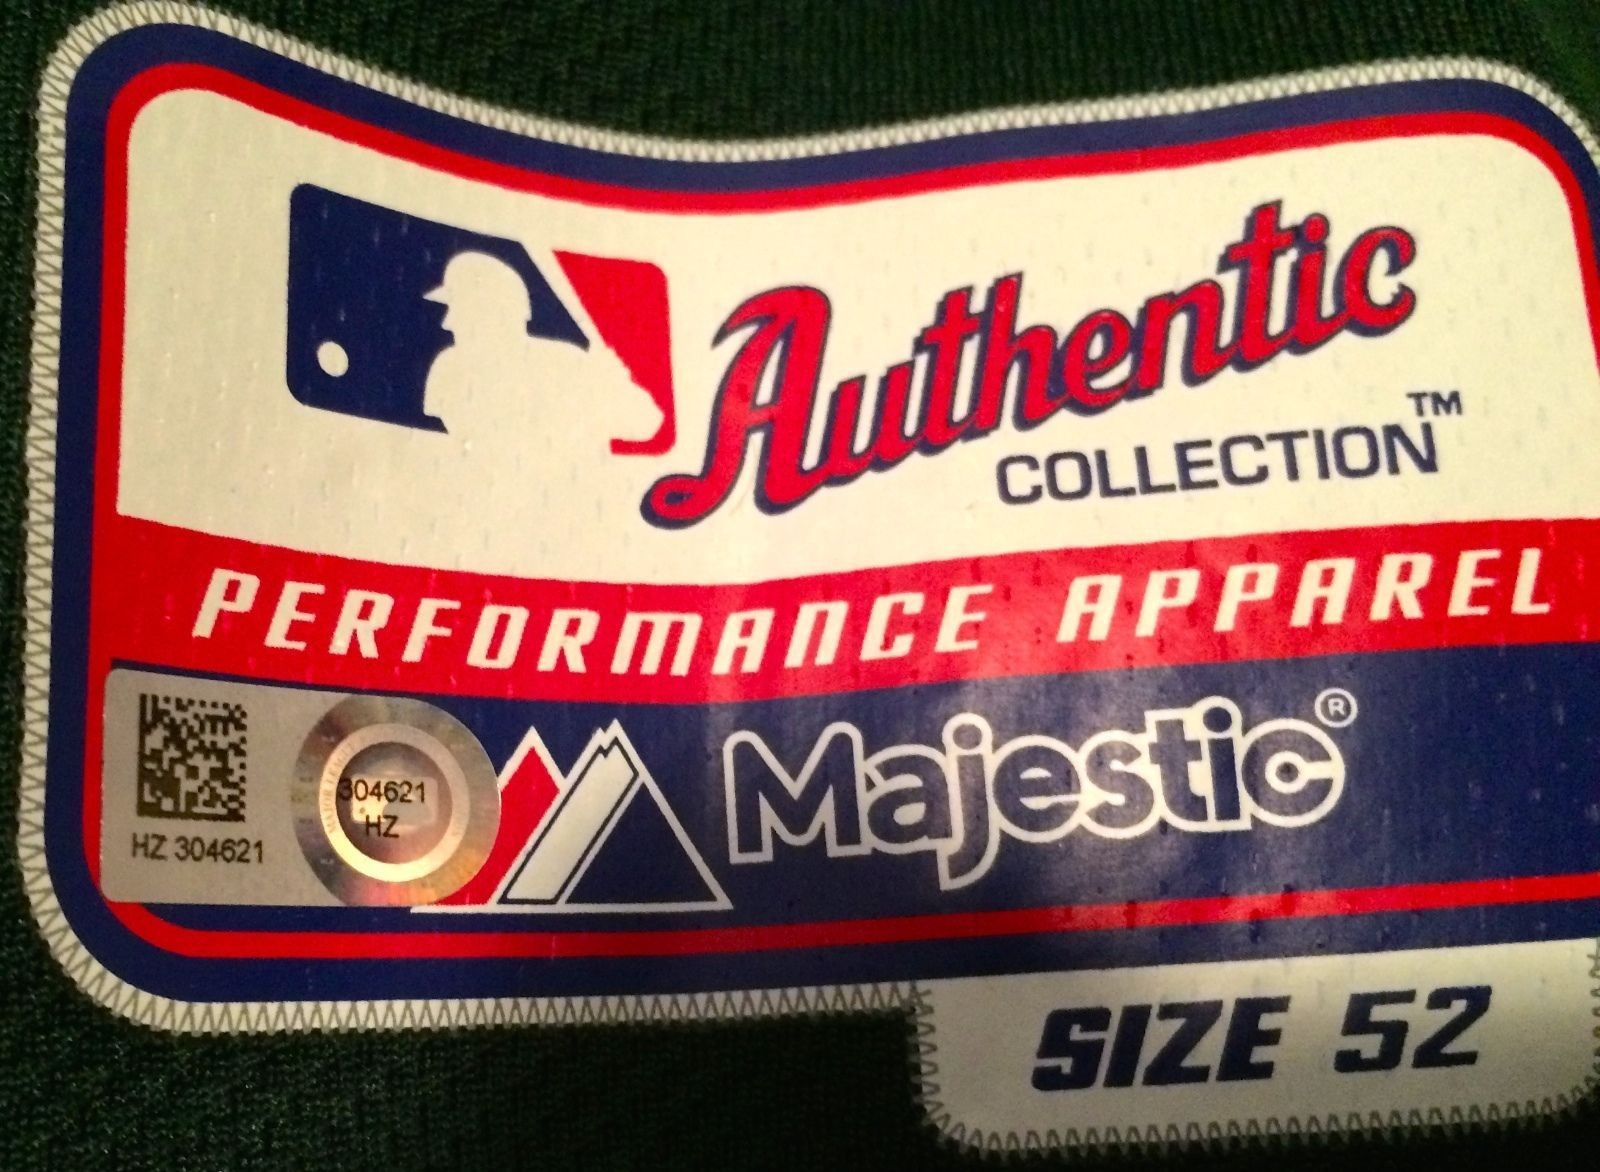 Authentic
COLLECTION™
PERFORMANCE APPAREL
Majestic®
HZ 304621
304621
HZ
SIZE 52